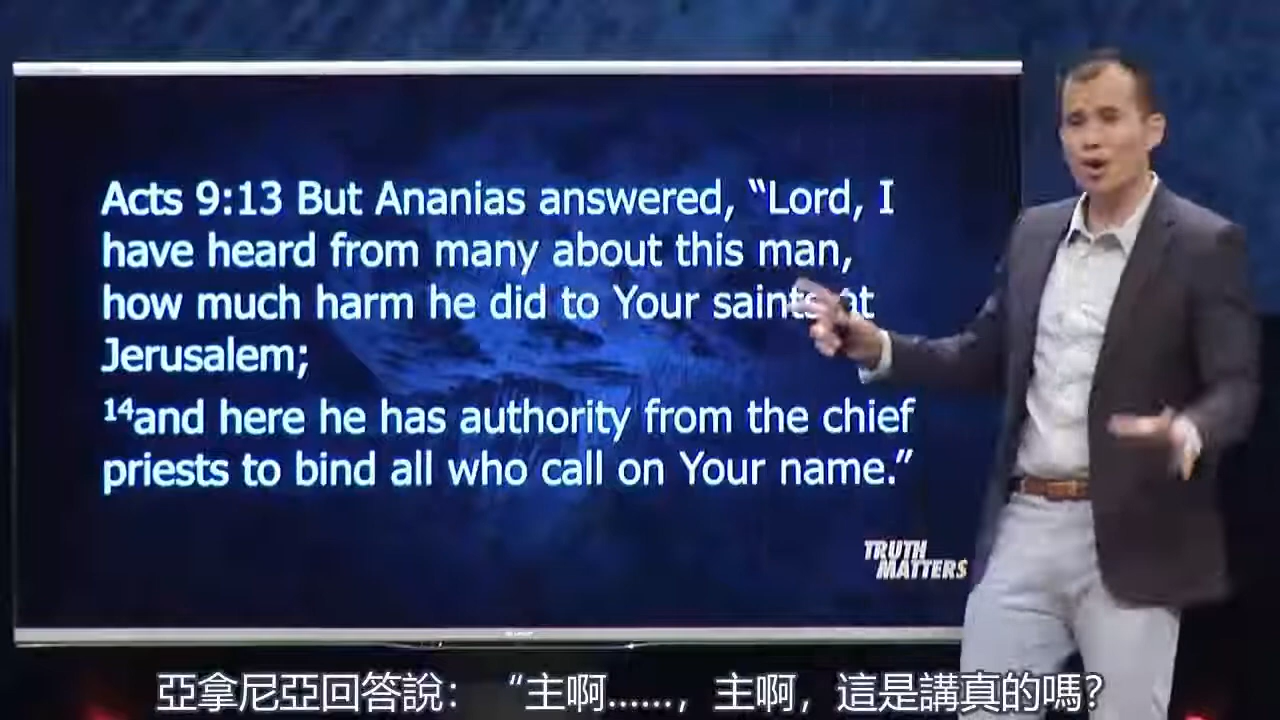 Acts 9:13 But Ananias answered, “Lord, I
have heard from many about this man,
how much harm he did to Your saints at
Jerusalem;
¹⁴and here he has authority from the chief
priests to bind all who call on Your name.”
TRUTH
MATTERS
亞拿尼亞回答說：“主啊……，主啊，這是講真的嗎？